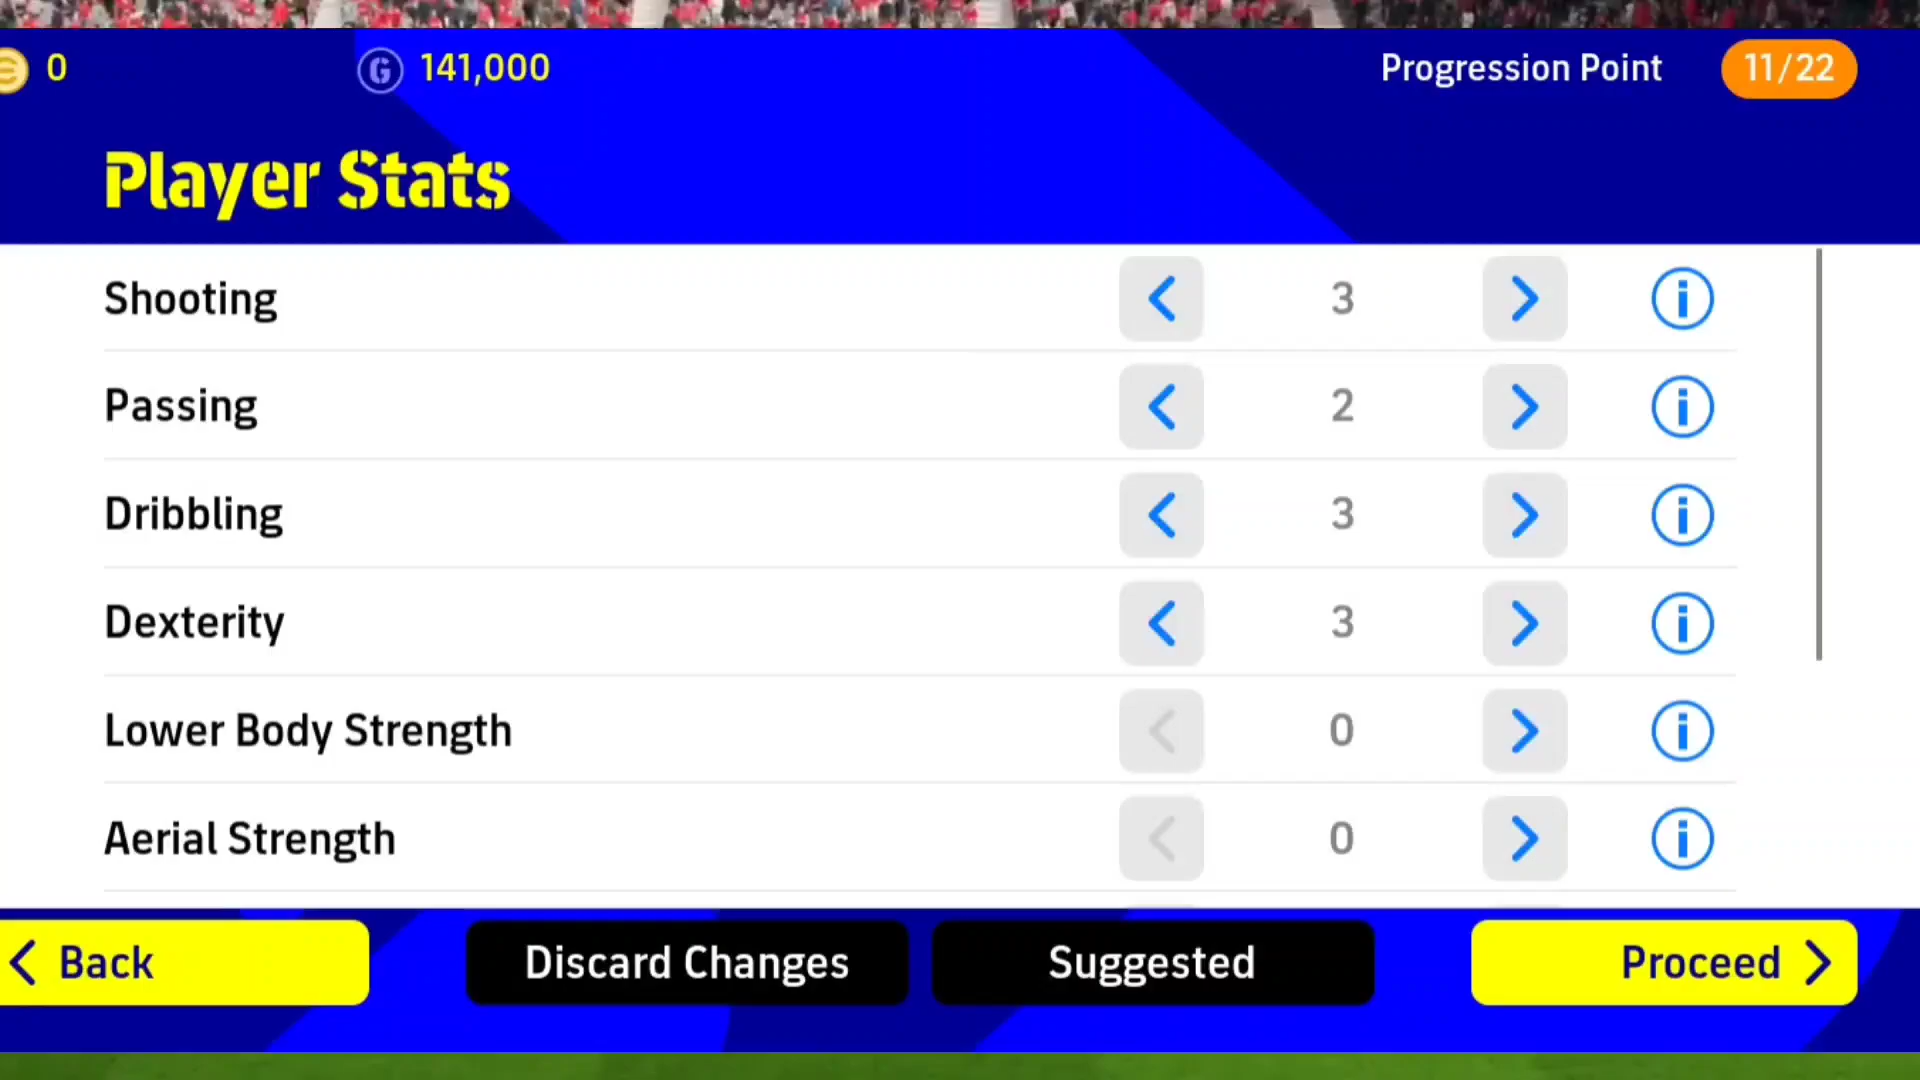 0
G 141,000
Progression Point 11/22
Player Stats
Shooting 3
Passing 2
Dribbling 3
Dexterity 3
Lower Body Strength 0
Aerial Strength 0
Back
Discard Changes
Suggested
Proceed